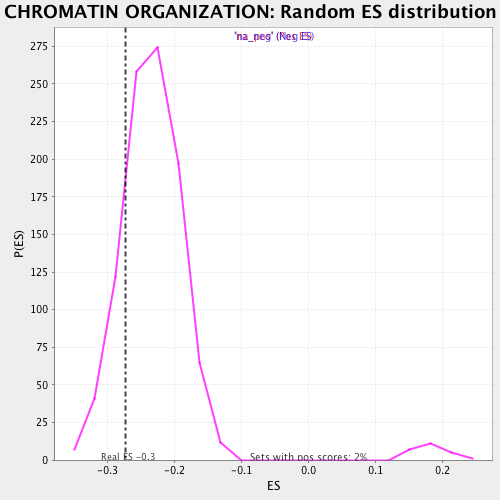 CHROMATIN ORGANIZATION: Random ES distribution
(Neg ES)
275
250
225
200
175
150
125
100
75
50
25
0
P(ES)
Real ES -0.3
Sets with pos scores: 2%
-0.3 -0.2 -0.1 0.0 0.1 0.2
ES